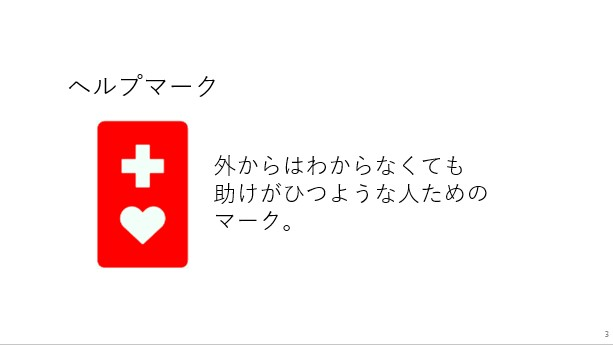 ヘルプマーク
外からはわからなくても
助けがひつような人ための
マーク。
3